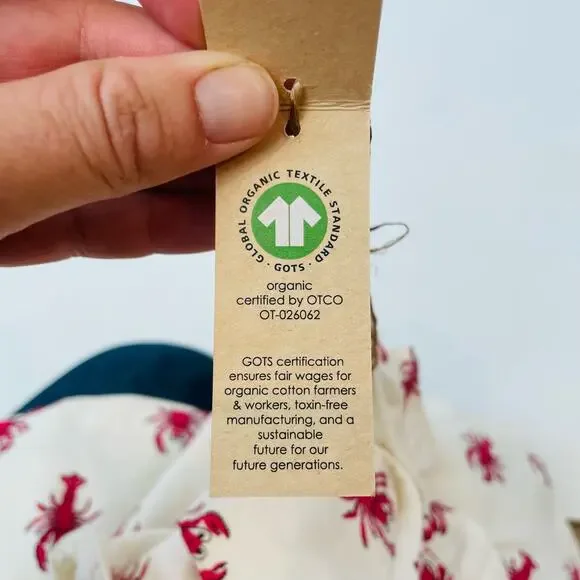 GLOBAL ORGANIC TEXTILE STANDARD · GOTS ·
organic
certified by OTCO
OT-026062
GOTS certification
ensures fair wages for
organic cotton farmers
& workers, toxin-free
manufacturing, and a
sustainable
future for our
future generations.